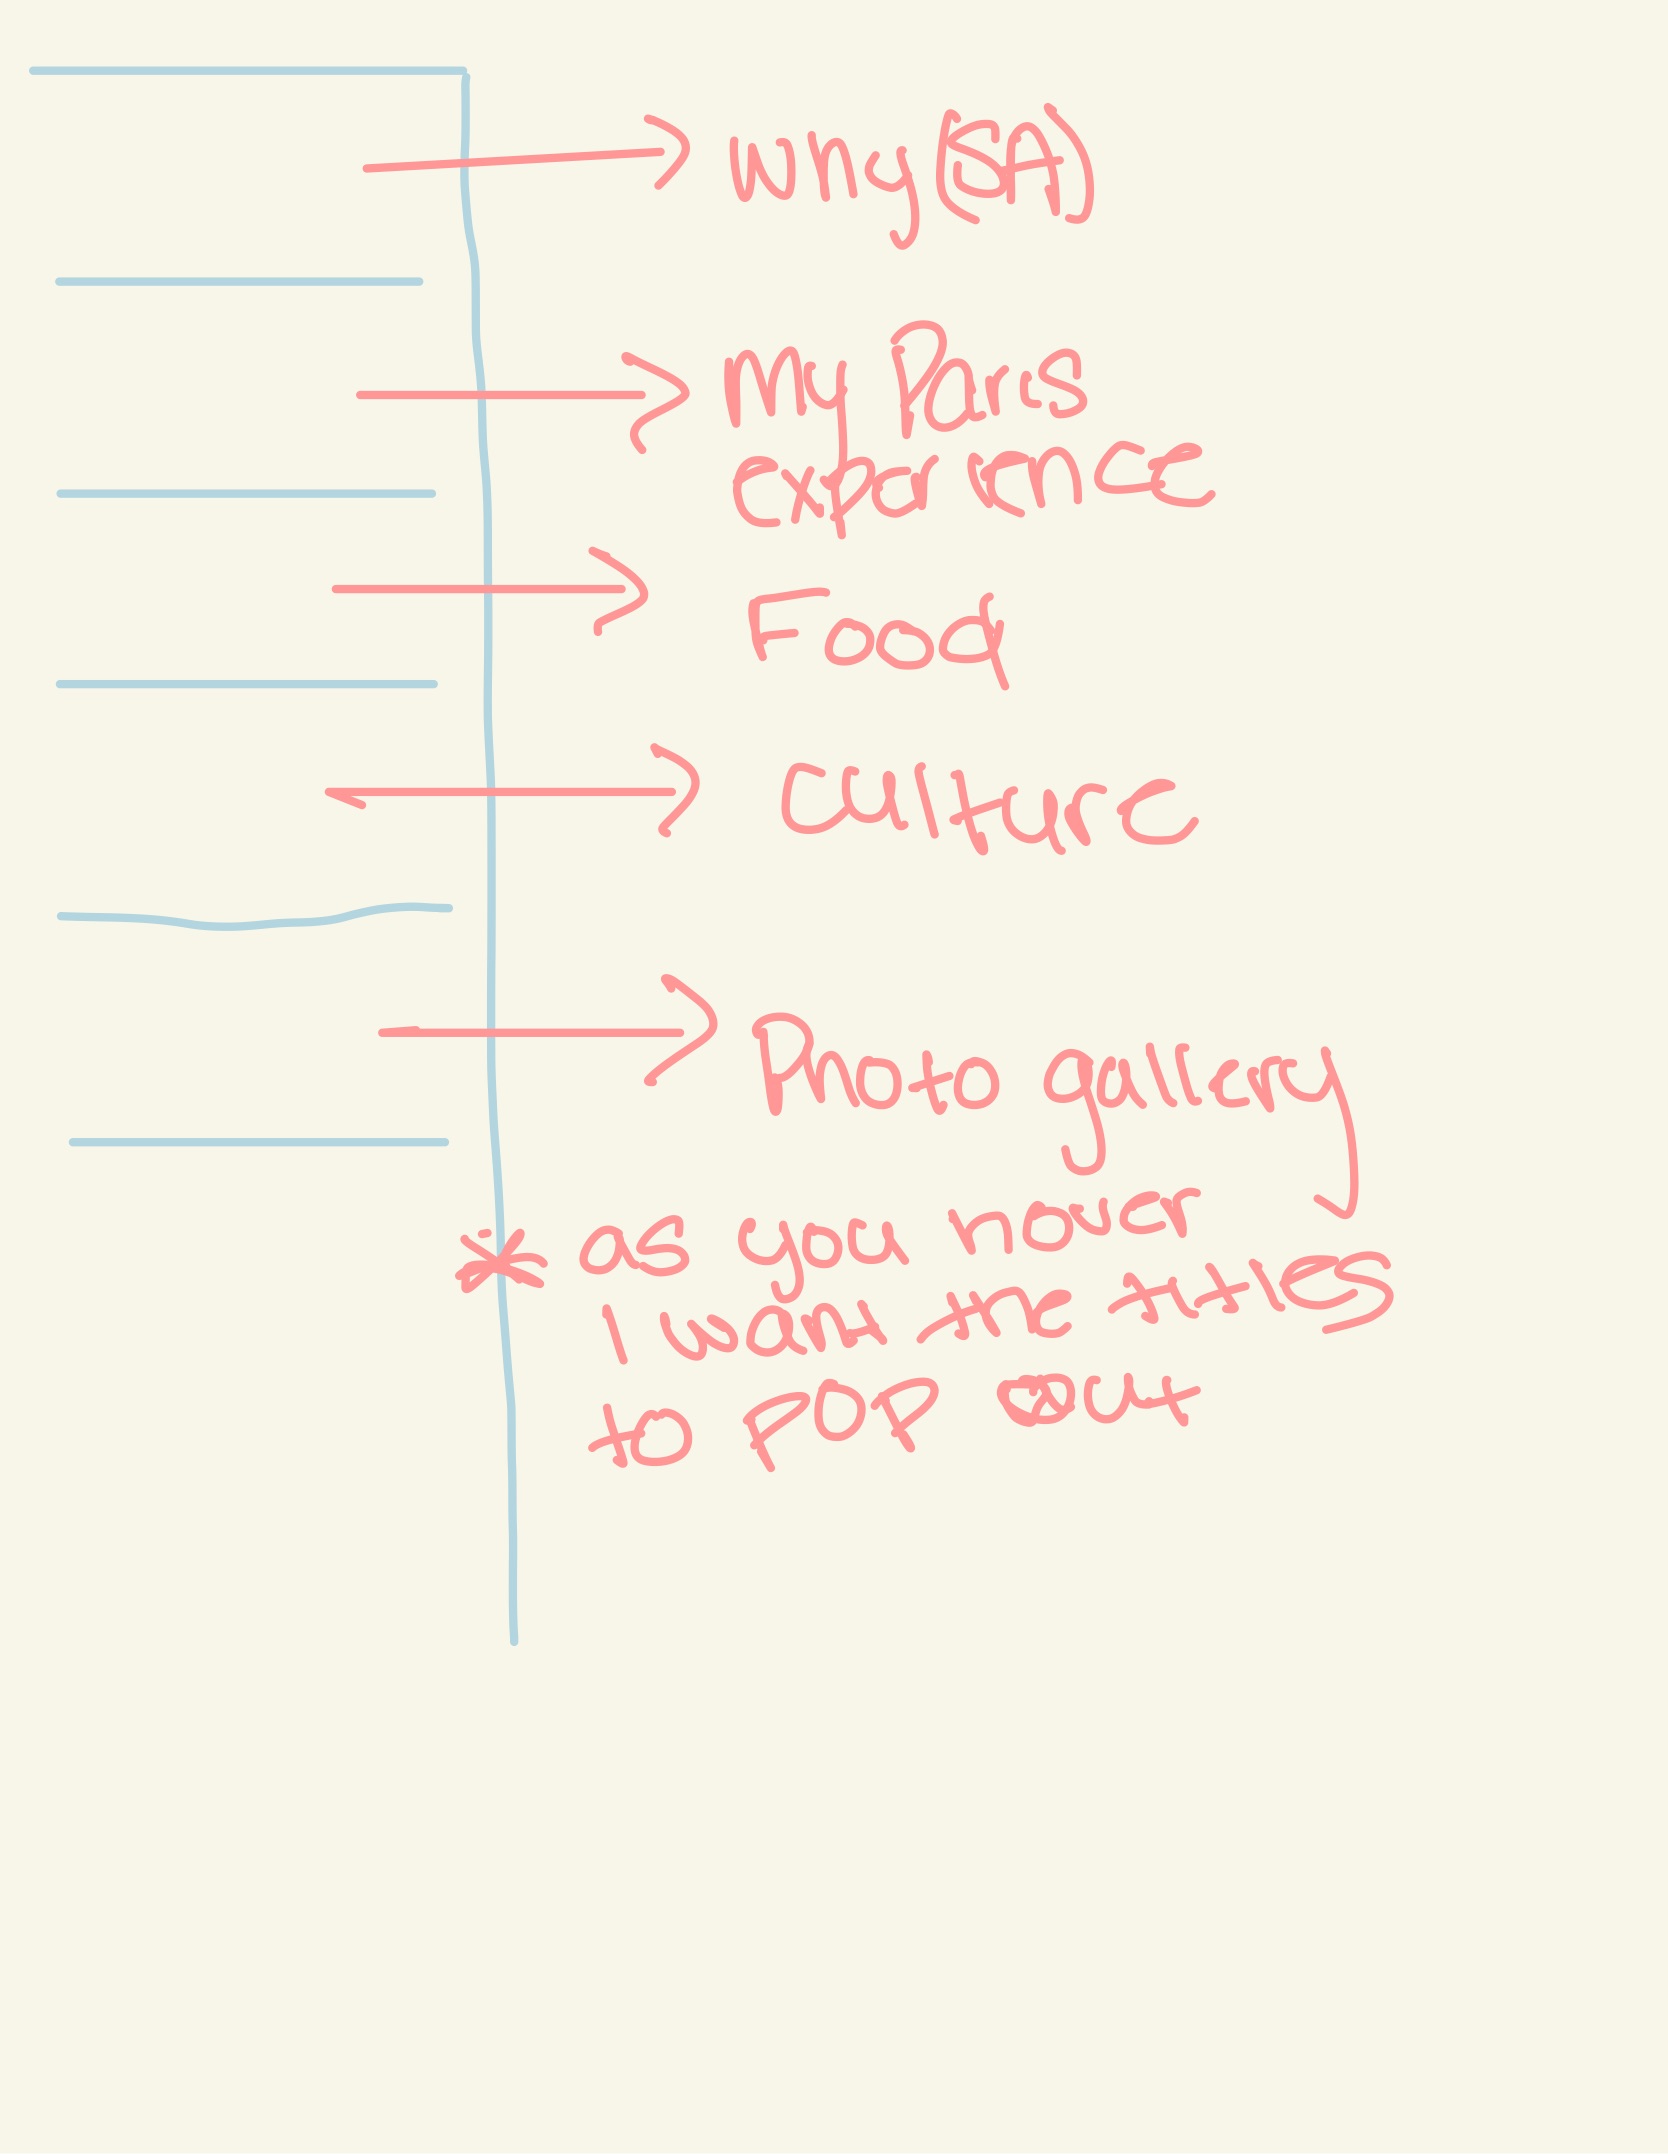 Why (SA)
My Paris
experience
Food
Culture
Photo gallery
* as you hover
I want the titles
to POP out